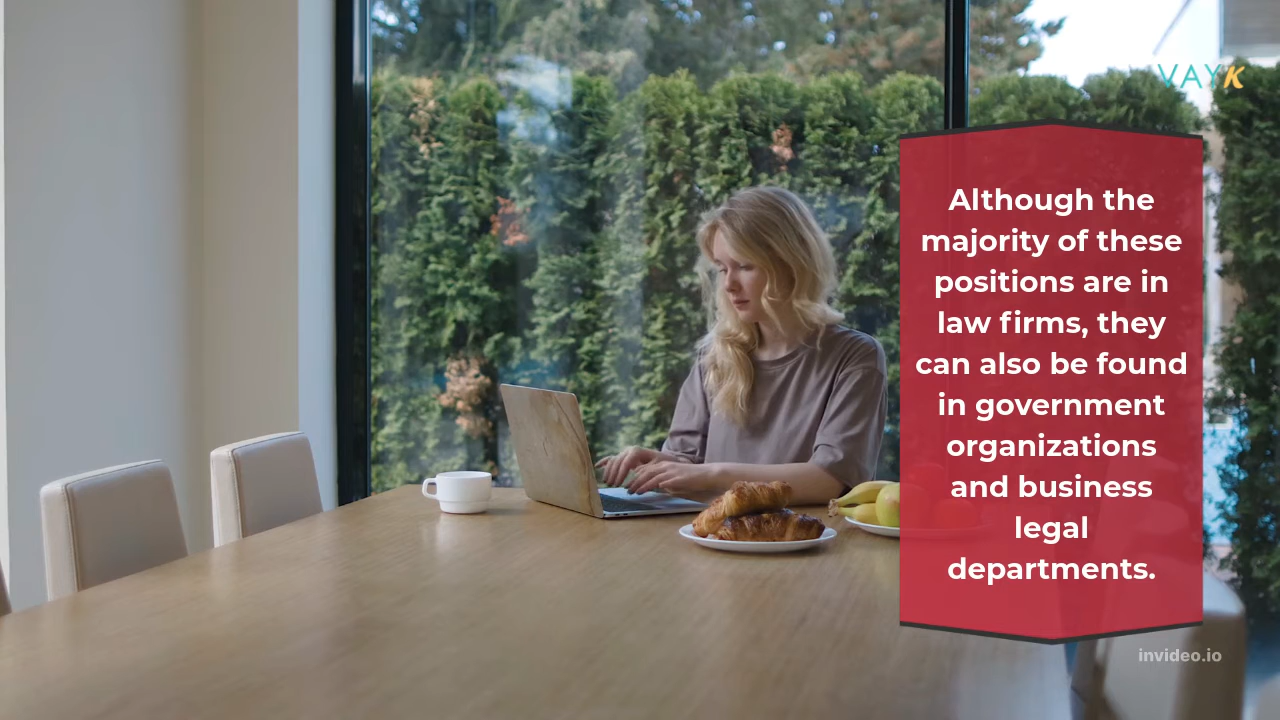 VAYK
Although the
majority of these
positions are in
law firms, they
can also be found
in government
organizations
and business
legal
departments.
invideo.io